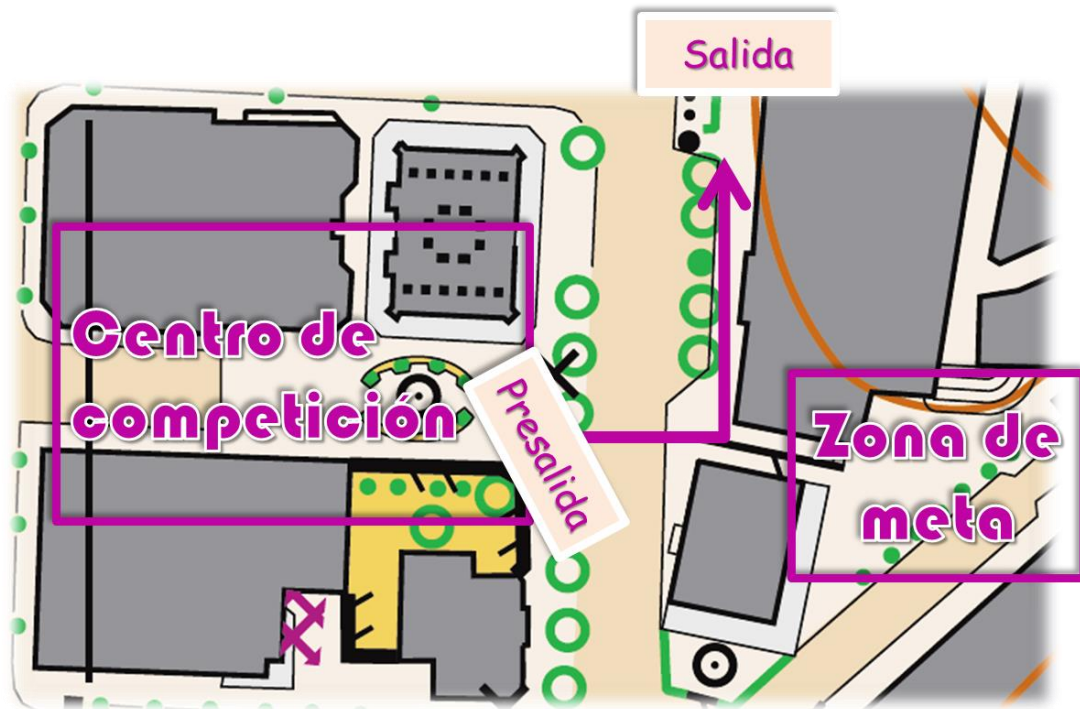 Salida
Centro de
competición
Presalida
Zona de
meta